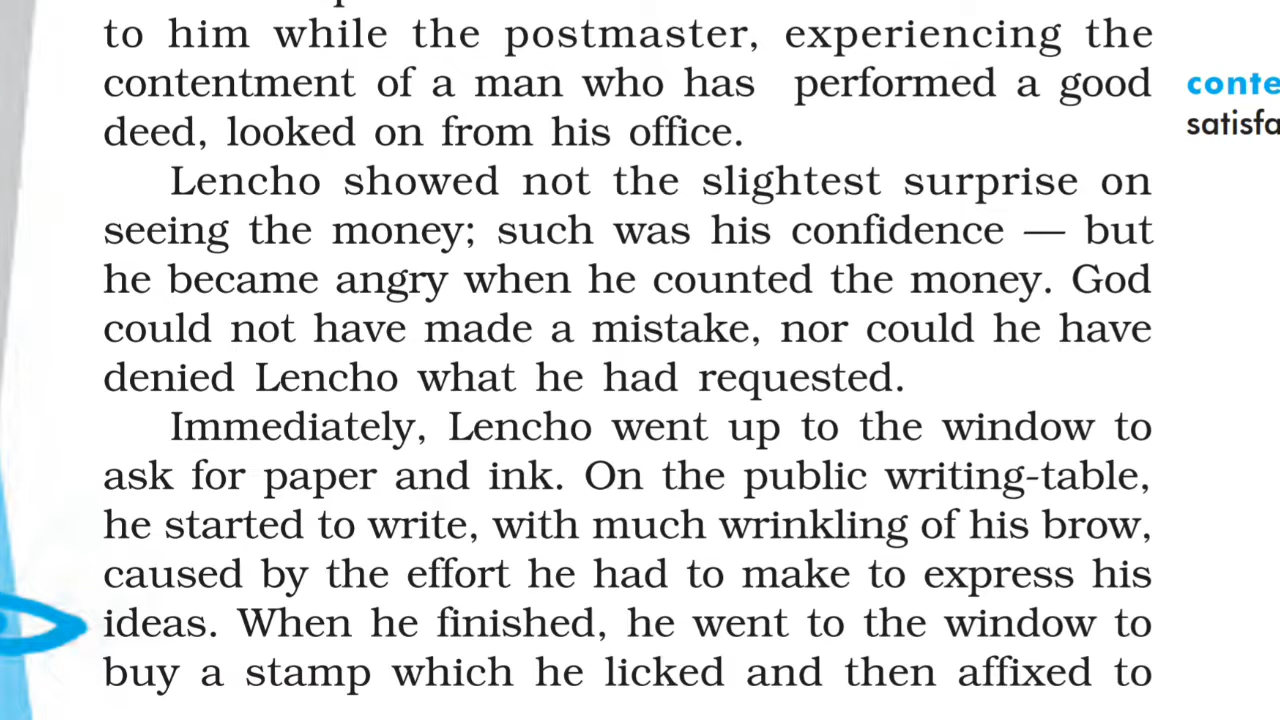 to him while the postmaster, experiencing the
contentment of a man who has performed a good
deed, looked on from his office.
Lencho showed not the slightest surprise on
seeing the money; such was his confidence — but
he became angry when he counted the money. God
could not have made a mistake, nor could he have
denied Lencho what he had requested.
Immediately, Lencho went up to the window to
ask for paper and ink. On the public writing-table,
he started to write, with much wrinkling of his brow,
caused by the effort he had to make to express his
ideas. When he finished, he went to the window to
buy a stamp which he licked and then affixed to
conte
satisfa